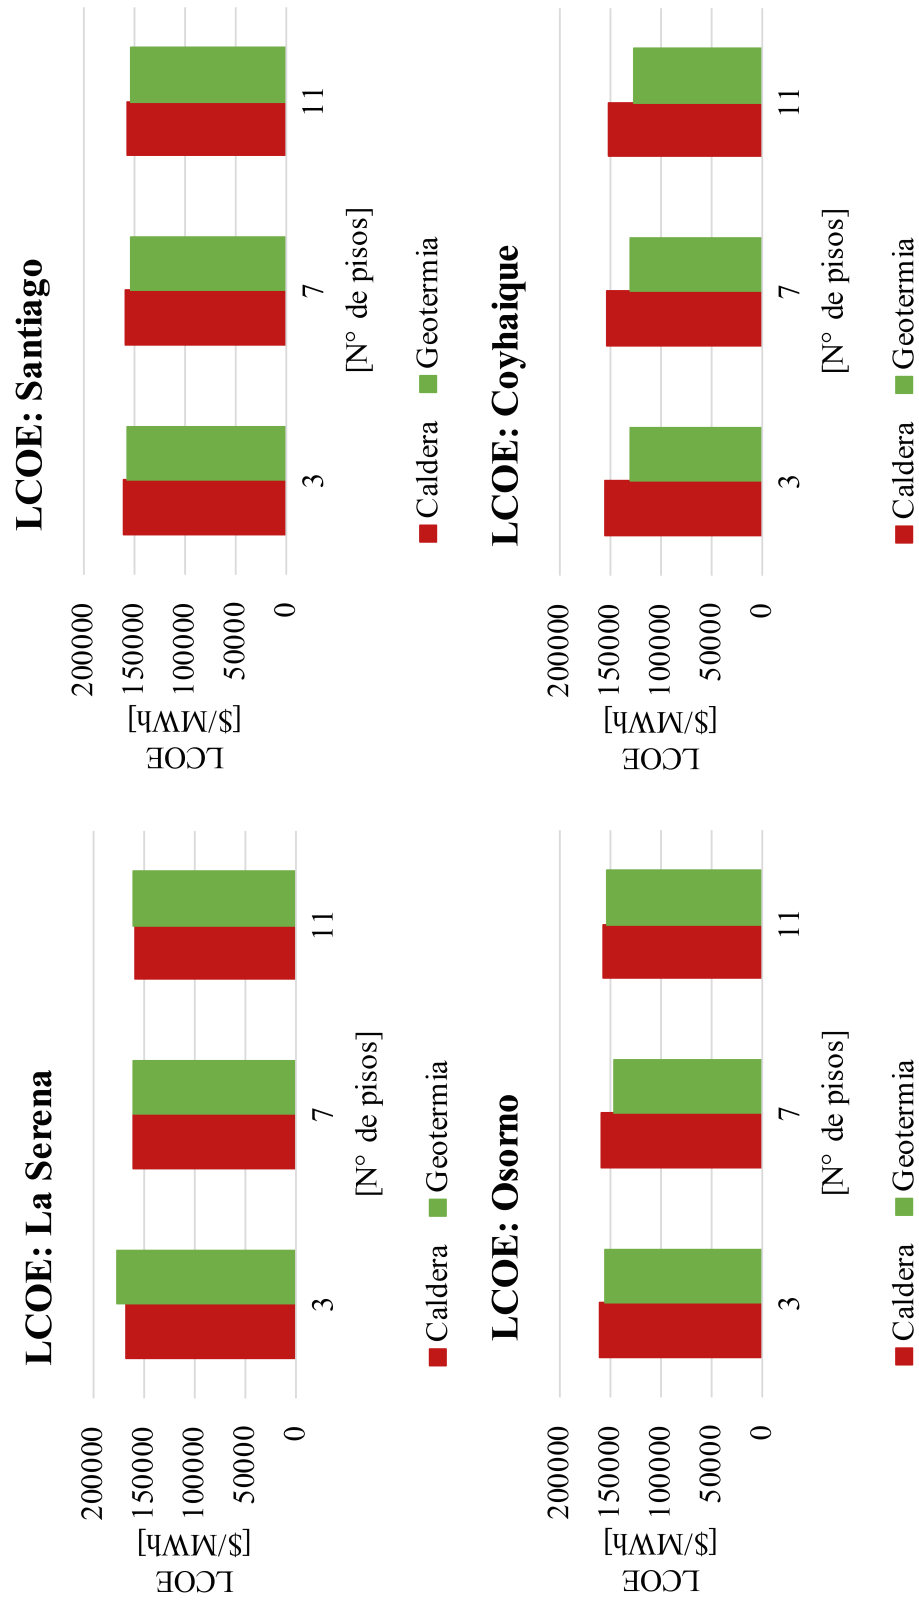 LCOE: La Serena
LCOE
[$/MWh]
200000
150000
100000
50000
0
3
7
11
[N° de pisos]
Caldera
Geotermia
LCOE: Santiago
LCOE
[$/MWh]
200000
150000
100000
50000
0
3
7
11
[N° de pisos]
Caldera
Geotermia
LCOE: Osorno
LCOE
[$/MWh]
200000
150000
100000
50000
0
3
7
11
[N° de pisos]
Caldera
Geotermia
LCOE: Coyhaique
LCOE
[$/MWh]
200000
150000
100000
50000
0
3
7
11
[N° de pisos]
Caldera
Geotermia